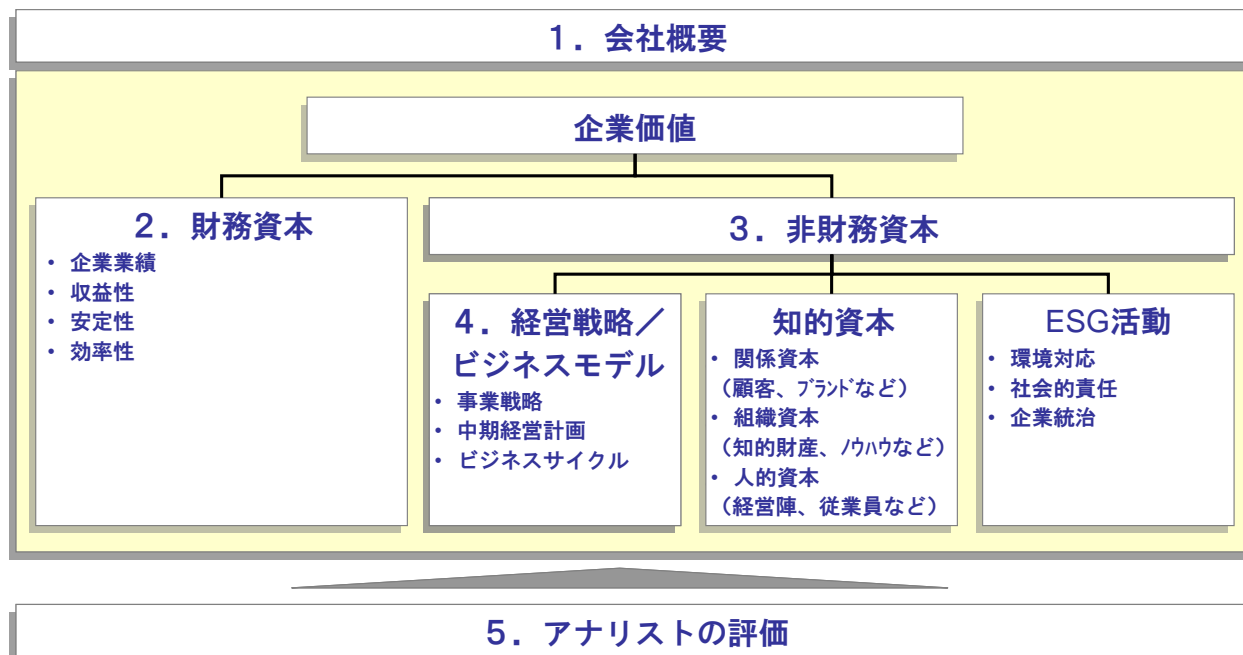 １．会社概要
企業価値
２．財務資本
・ 企業業績
・ 収益性
・ 安定性
・ 効率性
３．非財務資本
４．経営戦略／
ビジネスモデル
・ 事業戦略
・ 中期経営計画
・ ビジネスサイクル
知的資本
・ 関係資本
（顧客、ﾌﾞﾗﾝﾄﾞなど）
・ 組織資本
（知的財産、ﾉｳﾊｳなど）
・ 人的資本
（経営陣、従業員など）
ESG活動
・ 環境対応
・ 社会的責任
・ 企業統治
５．アナリストの評価